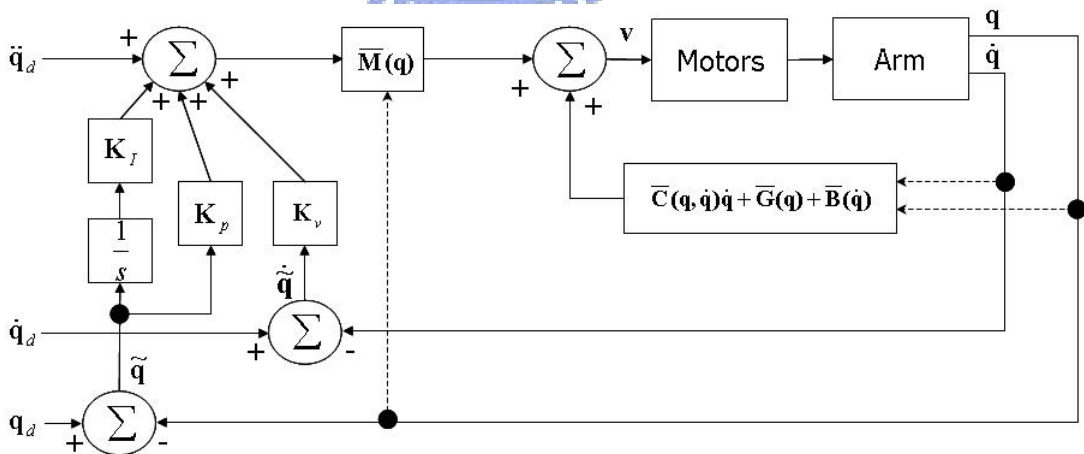 q̈_d
+
Σ
+
+
+
M̄(q)
Σ
+
+
v
Motors
Arm
q
q̇
K_I
K_p
K_v
C̄(q, q̇)q̇ + Ḡ(q) + B̄(q̇)
1/s
q̃̇
q̇_d
Σ
+
-
q̃
q_d
Σ
+
-